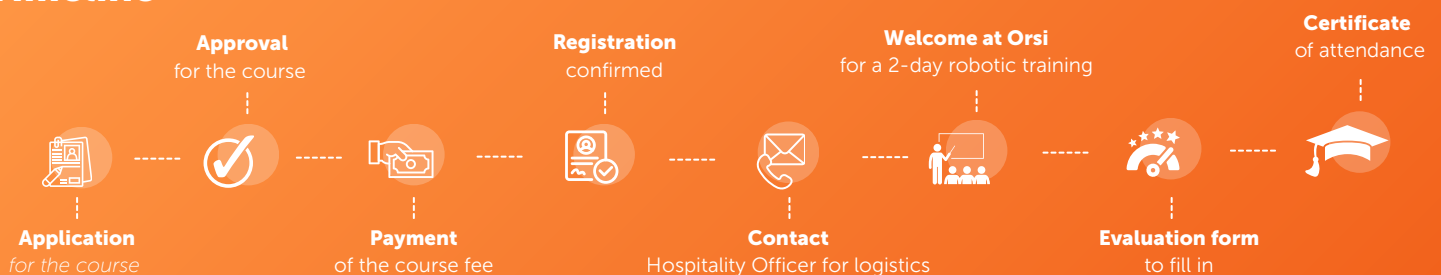 Application
for the course
Approval
for the course
Payment
of the course fee
Registration
confirmed
Contact
Hospitality Officer for logistics
Welcome at Orsi
for a 2-day robotic training
Evaluation form
to fill in
Certificate
of attendance